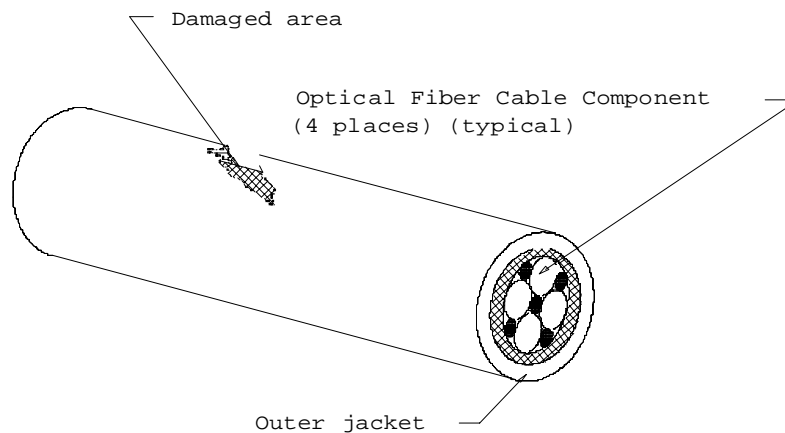 Damaged area
Optical Fiber Cable Component
(4 places) (typical)
Outer jacket